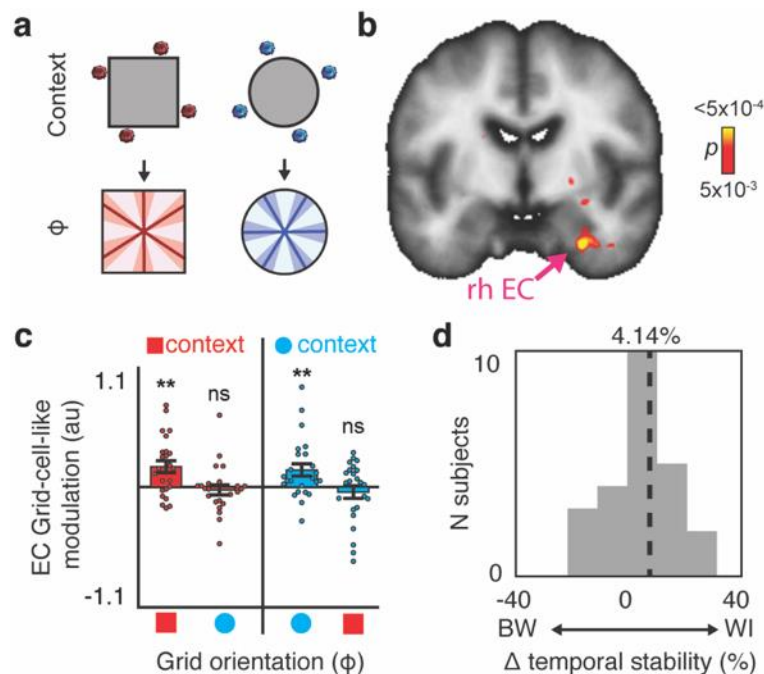 a
Context
Φ
b
<5x10-4
p
5x10-3
rh EC
c
context
context
EC Grid-cell-like
modulation (au)
1.1
-1.1
**
ns
**
ns
Grid orientation (Φ)
d
4.14%
N subjects
10
0
-40
0
40
BW
WI
Δ temporal stability (%)